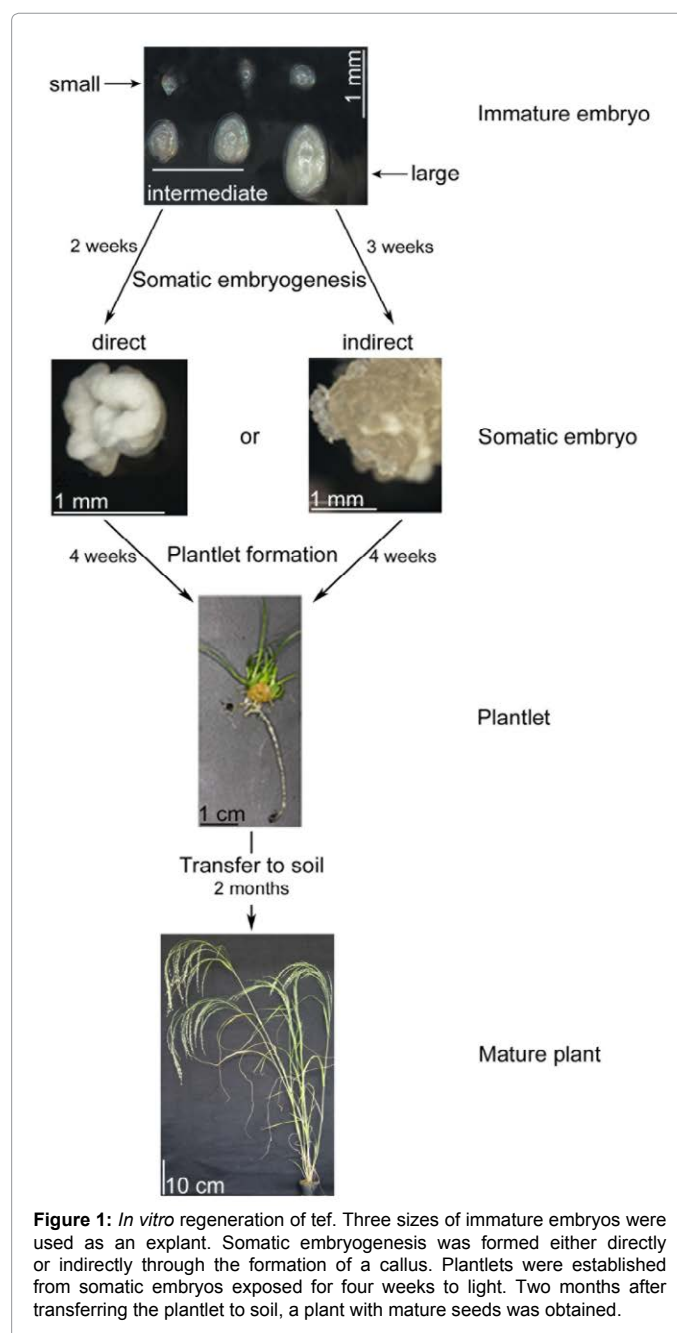 small
1 mm
Immature embryo
large
intermediate
2 weeks
3 weeks
Somatic embryogenesis
direct
indirect
or
Somatic embryo
1 mm
1 mm
4 weeks
Plantlet formation
4 weeks
Plantlet
1 cm
Transfer to soil
2 months
Mature plant
10 cm
Figure 1: In vitro regeneration of tef. Three sizes of immature embryos were
used as an explant. Somatic embryogenesis was formed either directly
or indirectly through the formation of a callus. Plantlets were established
from somatic embryos exposed for four weeks to light. Two months after
transferring the plantlet to soil, a plant with mature seeds was obtained.